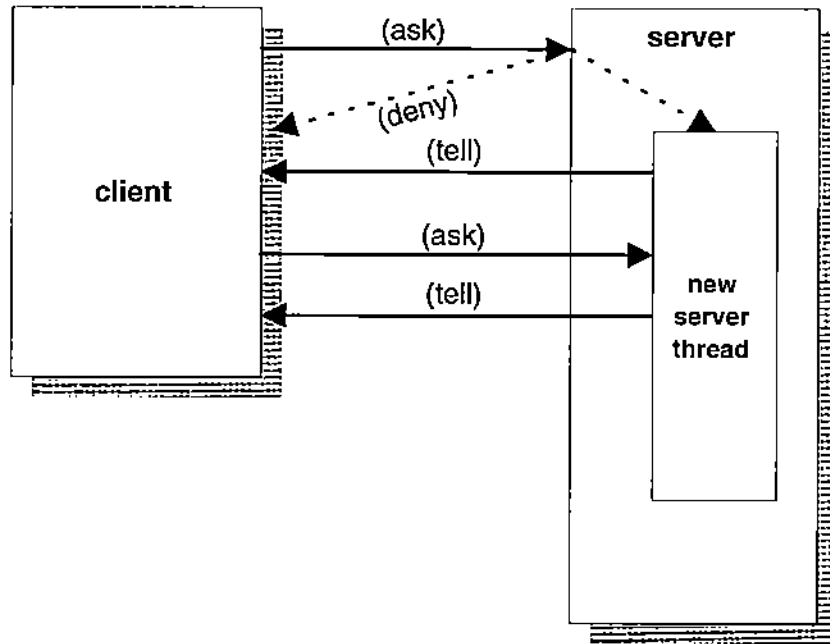 (ask)
server
(deny)
(tell)
client
(ask)
(tell)
new
server
thread